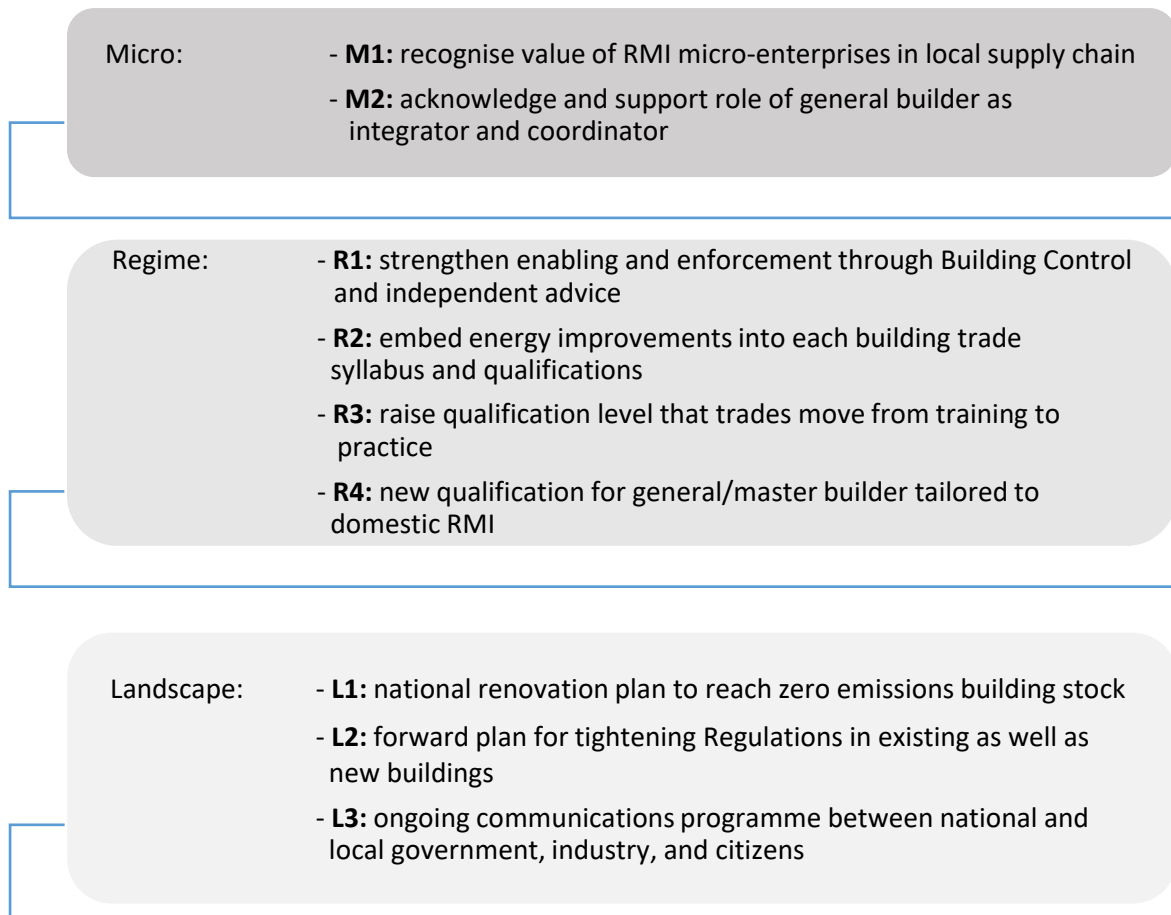 Micro: - M1: recognise value of RMI micro-enterprises in local supply chain
- M2: acknowledge and support role of general builder as
integrator and coordinator
Regime: - R1: strengthen enabling and enforcement through Building Control
and independent advice
- R2: embed energy improvements into each building trade
syllabus and qualifications
- R3: raise qualification level that trades move from training to
practice
- R4: new qualification for general/master builder tailored to
domestic RMI
Landscape: - L1: national renovation plan to reach zero emissions building stock
- L2: forward plan for tightening Regulations in existing as well as
new buildings
- L3: ongoing communications programme between national and
local government, industry, and citizens